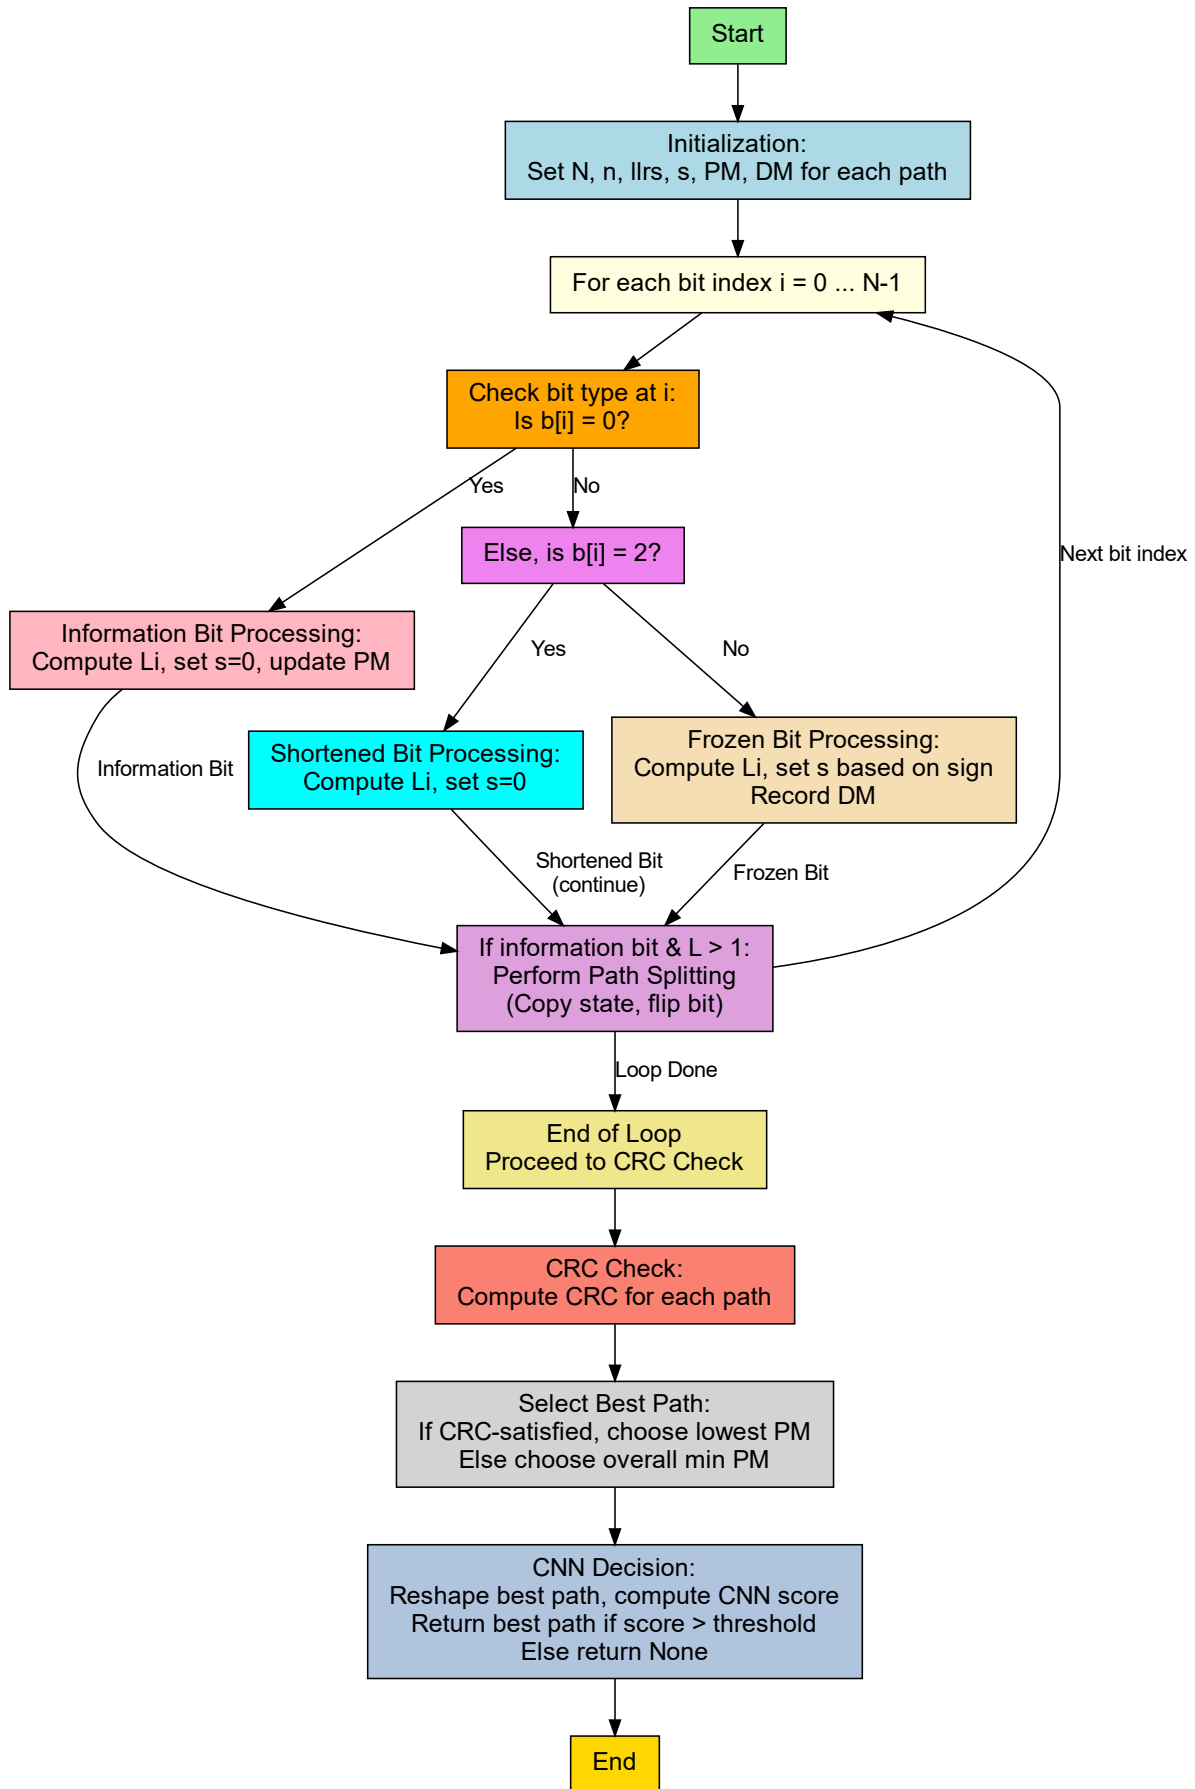 Start
Initialization:
Set N, n, llrs, s, PM, DM for each path
For each bit index i = 0 ... N-1
Check bit type at i:
Is b[i] = 0?
Yes
No
Else, is b[i] = 2?
Next bit index
Information Bit Processing:
Compute Li, set s=0, update PM
Yes
No
Shortened Bit Processing:
Compute Li, set s=0
Frozen Bit Processing:
Compute Li, set s based on sign
Record DM
Information Bit
Shortened Bit
(continue)
Frozen Bit
If information bit & L > 1:
Perform Path Splitting
(Copy state, flip bit)
Loop Done
End of Loop
Proceed to CRC Check
CRC Check:
Compute CRC for each path
Select Best Path:
If CRC-satisfied, choose lowest PM
Else choose overall min PM
CNN Decision:
Reshape best path, compute CNN score
Return best path if score > threshold
Else return None
End